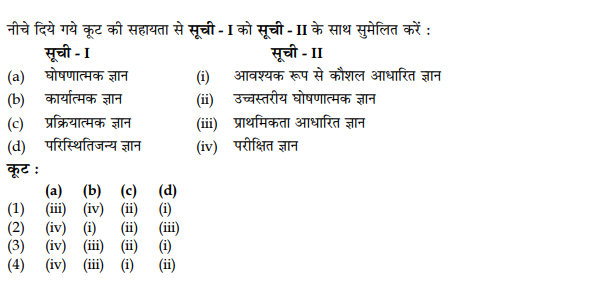 नीचे दिये गये कूट की सहायता से सूची - I को सूची - II के साथ सुमेलित करें :
सूची - I सूची - II
(a) घोषणात्मक ज्ञान (i) आवश्यक रूप से कौशल आधारित ज्ञान
(b) कार्यात्मक ज्ञान (ii) उच्चस्तरीय घोषणात्मक ज्ञान
(c) प्रक्रियात्मक ज्ञान (iii) प्राथमिकता आधारित ज्ञान
(d) परिस्थितिजन्य ज्ञान (iv) परीक्षित ज्ञान
कूट :
(a) (b) (c) (d)
(1) (iii) (iv) (ii) (i)
(2) (iv) (i) (ii) (iii)
(3) (iv) (iii) (ii) (i)
(4) (iv) (iii) (i) (ii)